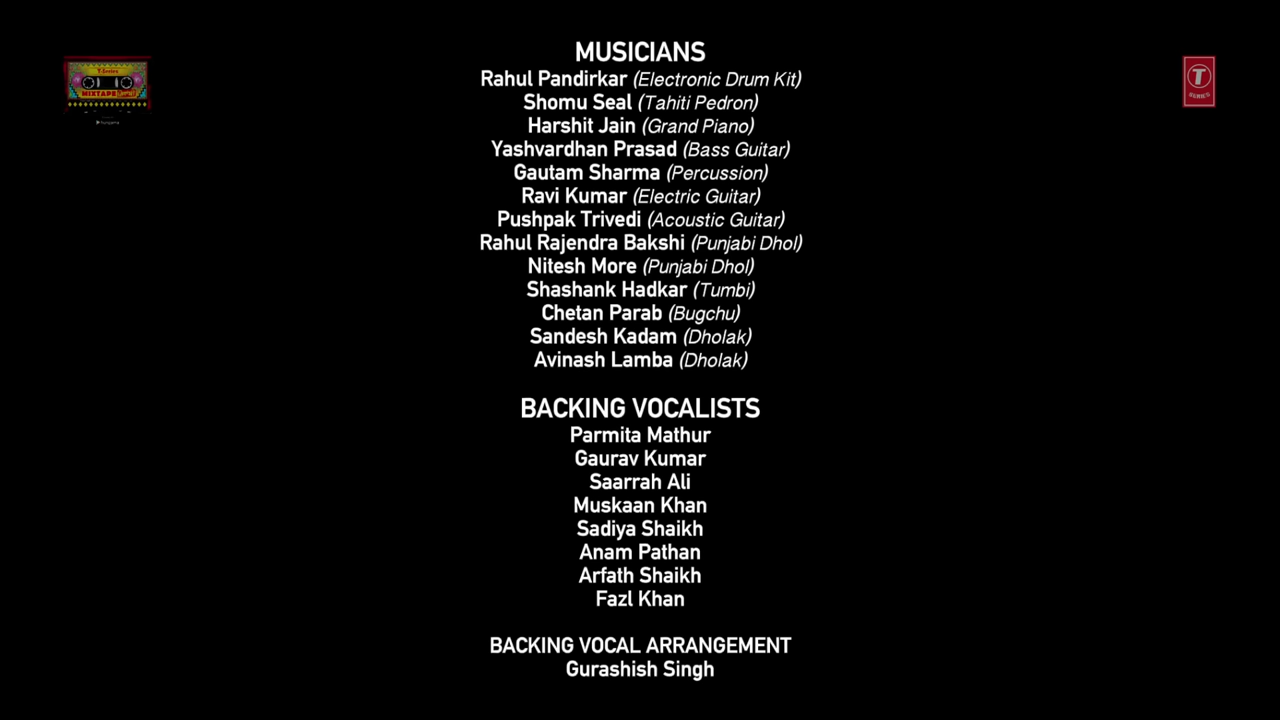 MUSICIANS
Rahul Pandirkar (Electronic Drum Kit)
Shomu Seal (Tahiti Pedron)
Harshit Jain (Grand Piano)
Yashvardhan Prasad (Bass Guitar)
Gautam Sharma (Percussion)
Ravi Kumar (Electric Guitar)
Pushpak Trivedi (Acoustic Guitar)
Rahul Rajendra Bakshi (Punjabi Dhol)
Nitesh More (Punjabi Dhol)
Shashank Hadkar (Tumbi)
Chetan Parab (Bugchu)
Sandesh Kadam (Dholak)
Avinash Lamba (Dholak)
BACKING VOCALISTS
Parmita Mathur
Gaurav Kumar
Saarrah Ali
Muskaan Khan
Sadiya Shaikh
Anam Pathan
Arfath Shaikh
Fazl Khan
BACKING VOCAL ARRANGEMENT
Gurashish Singh
T-Series
MIXTAPE
T
SERIES